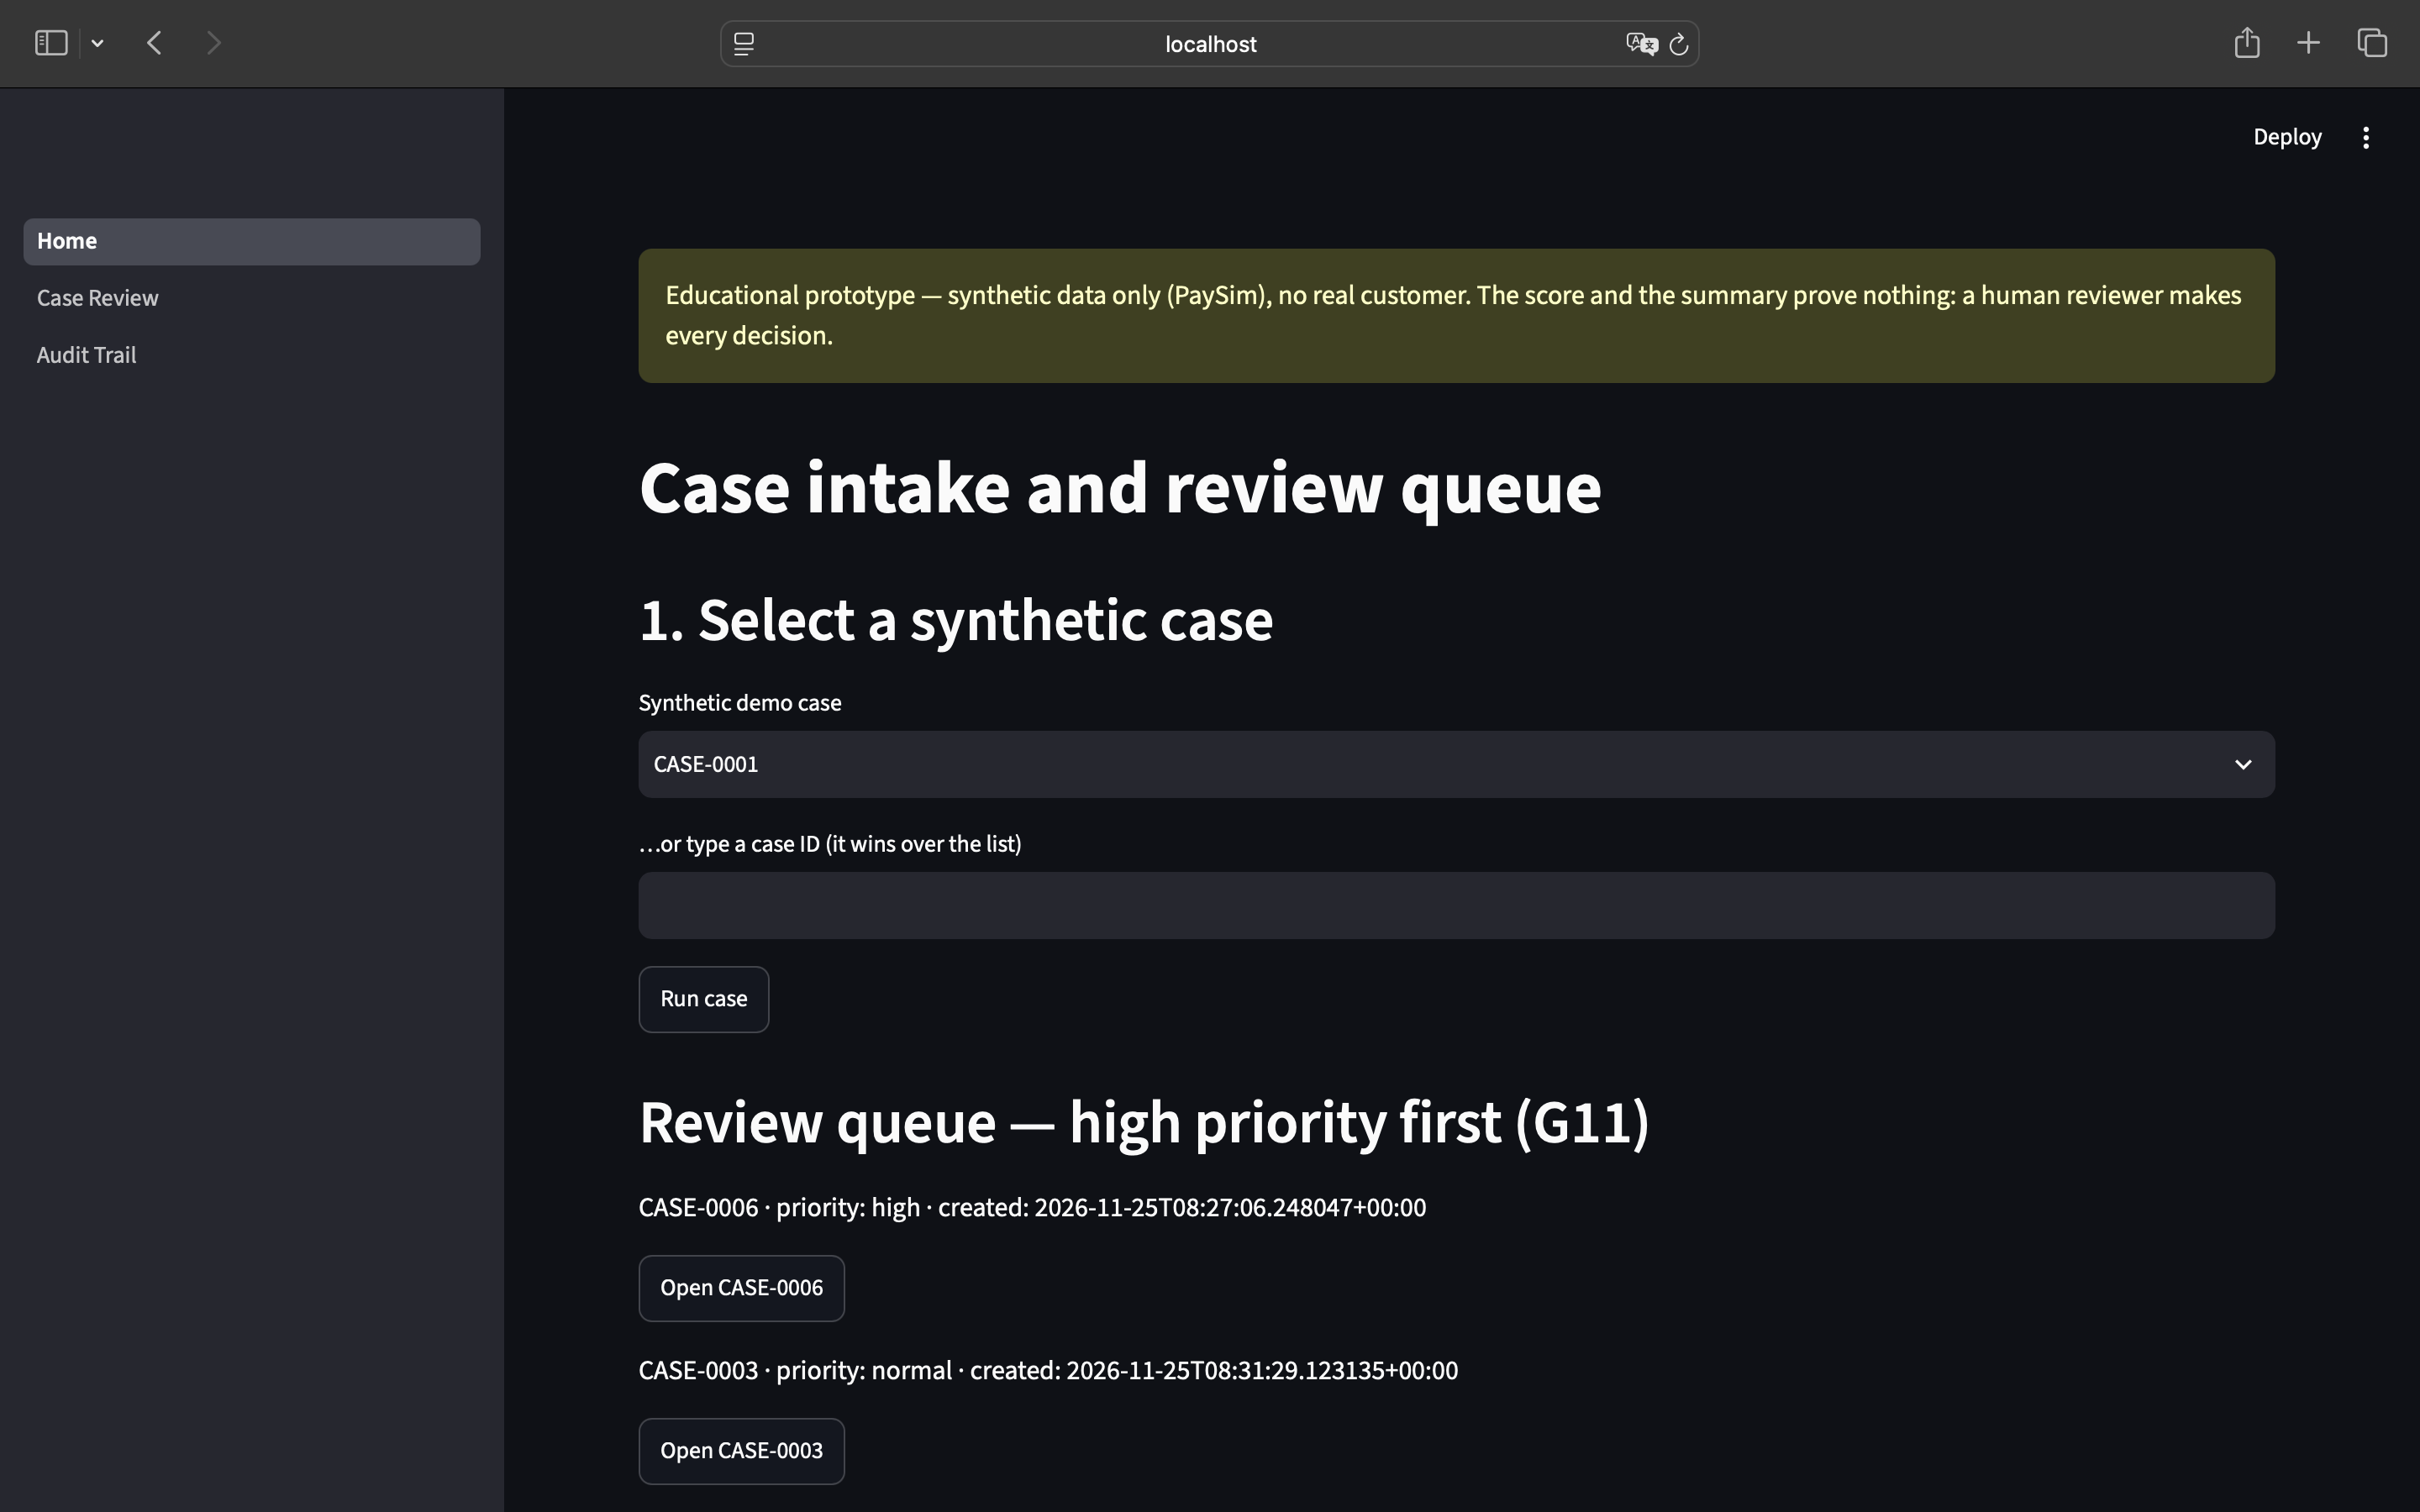 localhost
Deploy
Home
Case Review
Audit Trail
Educational prototype — synthetic data only (PaySim), no real customer. The score and the summary prove nothing: a human reviewer makes
every decision.
Case intake and review queue
1. Select a synthetic case
Synthetic demo case
CASE-0001
…or type a case ID (it wins over the list)
Run case
Review queue — high priority first (G11)
CASE-0006 · priority: high · created: 2026-11-25T08:27:06.248047+00:00
Open CASE-0006
CASE-0003 · priority: normal · created: 2026-11-25T08:31:29.123135+00:00
Open CASE-0003